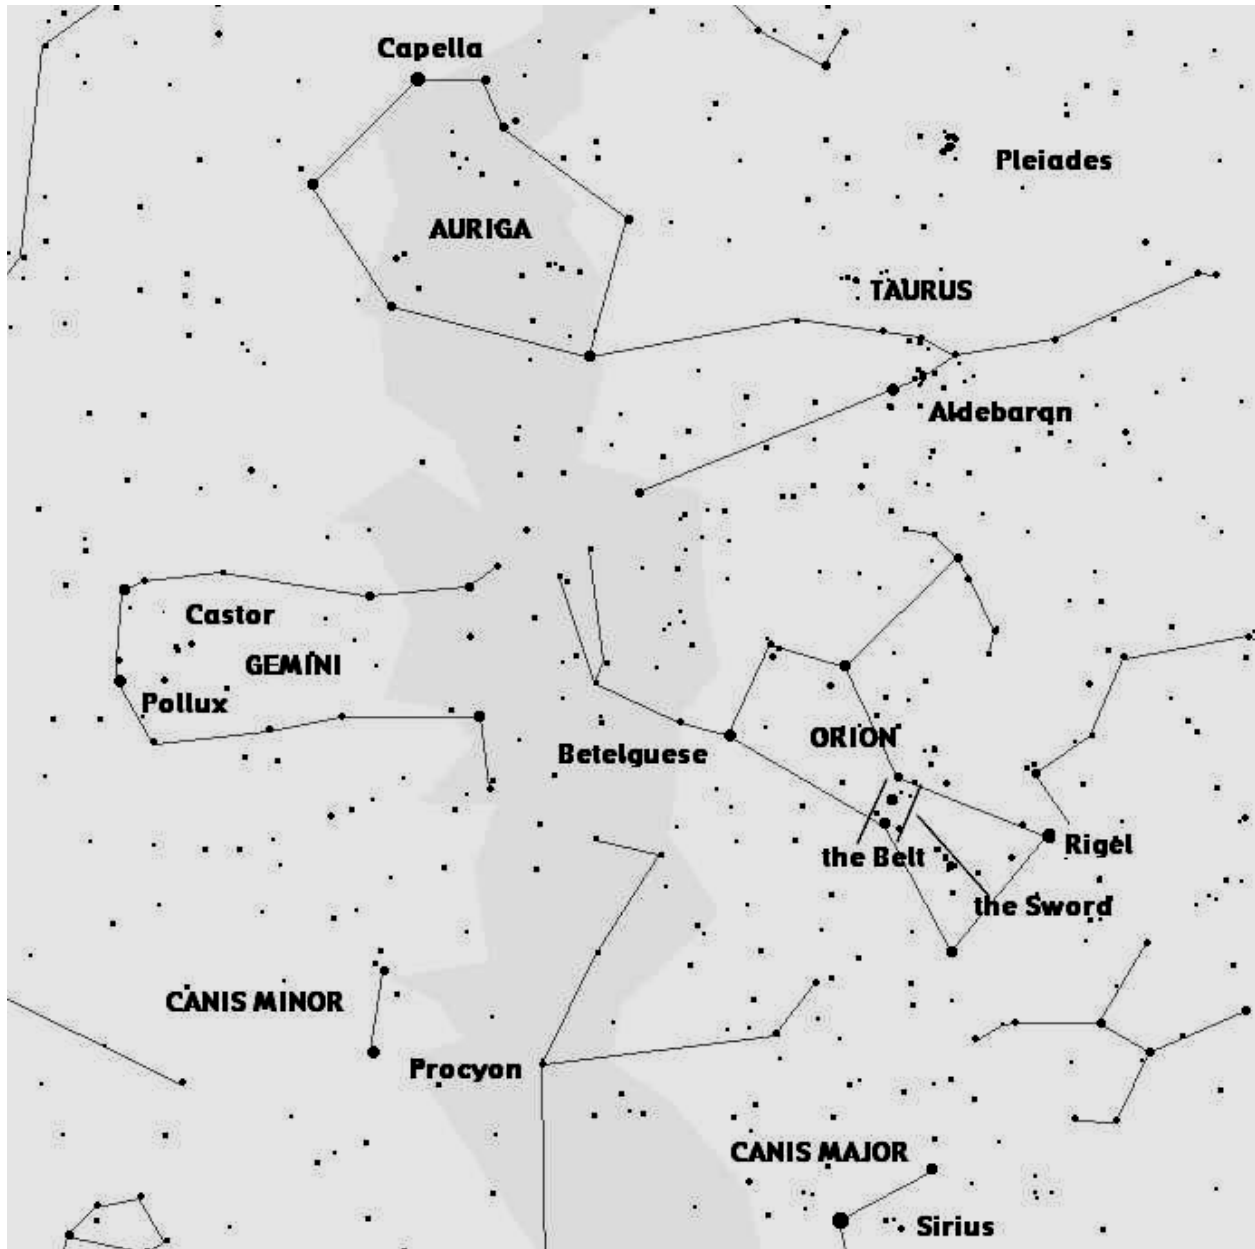 Capella
Pleiades
AURIGA
TAURUS
Aldebaran
Castor
GEMINI
Pollux
ORION
Betelguese
Rigel
the Belt
the Sword
CANIS MINOR
Procyon
CANIS MAJOR
Sirius